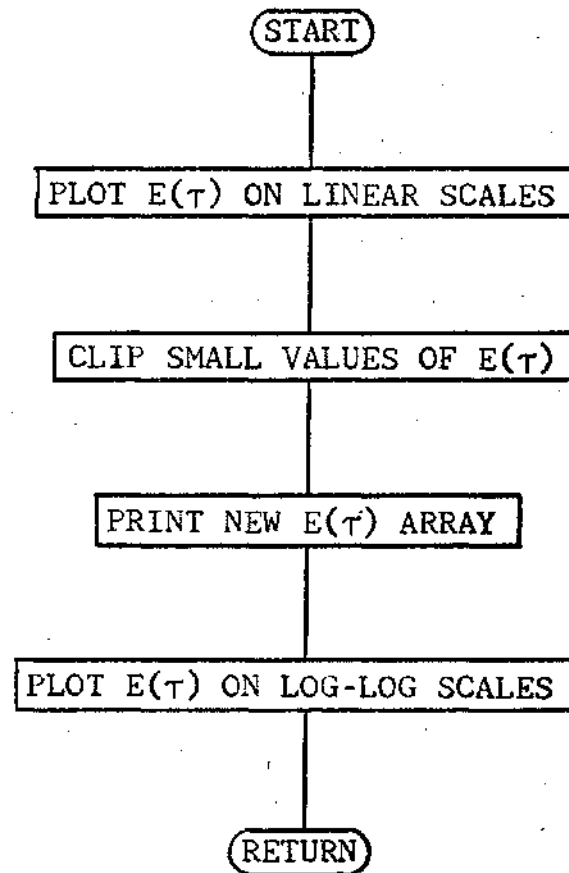 START
PLOT E(τ) ON LINEAR SCALES
CLIP SMALL VALUES OF E(τ)
PRINT NEW E(τ) ARRAY
PLOT E(τ) ON LOG-LOG SCALES
RETURN